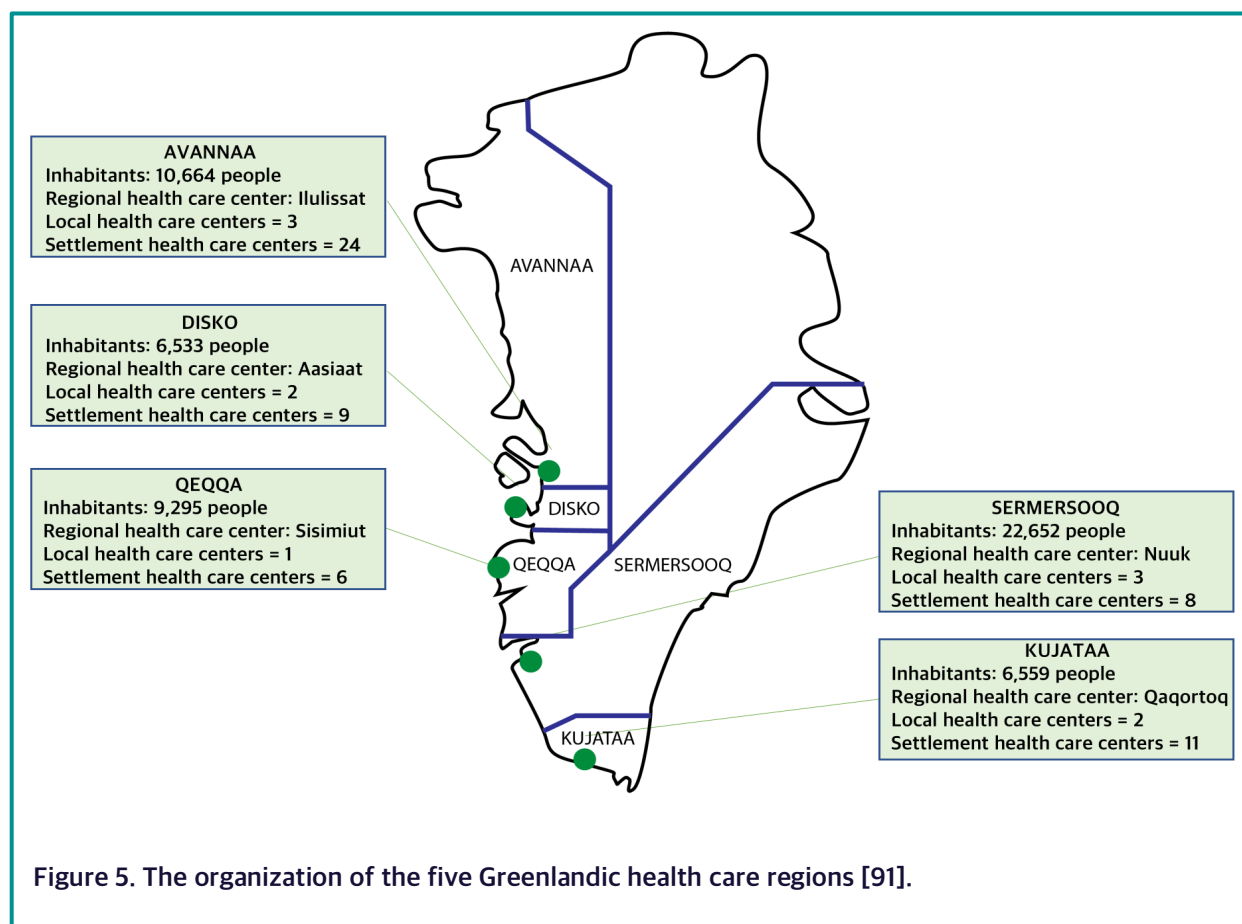 AVANNAA
Inhabitants: 10,664 people
Regional health care center: Ilulissat
Local health care centers = 3
Settlement health care centers = 24
DISKO
Inhabitants: 6,533 people
Regional health care center: Aasiaat
Local health care centers = 2
Settlement health care centers = 9
QEQQA
Inhabitants: 9,295 people
Regional health care center: Sisimiut
Local health care centers = 1
Settlement health care centers = 6
AVANNAA
DISKO
QEQQA
SERMERSOOQ
KUJATAA
SERMERSOOQ
Inhabitants: 22,652 people
Regional health care center: Nuuk
Local health care centers = 3
Settlement health care centers = 8
KUJATAA
Inhabitants: 6,559 people
Regional health care center: Qaqortoq
Local health care centers = 2
Settlement health care centers = 11
Figure 5. The organization of the five Greenlandic health care regions [91].